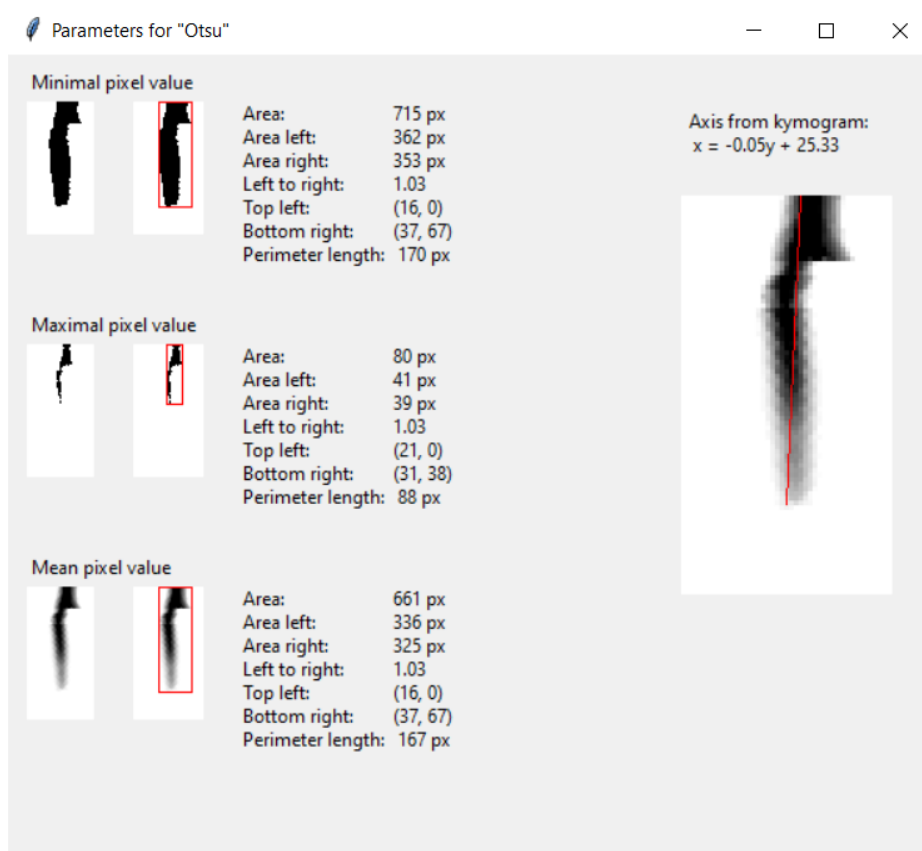 Parameters for "Otsu"
Minimal pixel value
Area: 715 px
Area left: 362 px
Area right: 353 px
Left to right: 1.03
Top left: (16, 0)
Bottom right: (37, 67)
Perimeter length: 170 px
Axis from kymogram:
x = -0.05y + 25.33
Maximal pixel value
Area: 80 px
Area left: 41 px
Area right: 39 px
Left to right: 1.03
Top left: (21, 0)
Bottom right: (31, 38)
Perimeter length: 88 px
Mean pixel value
Area: 661 px
Area left: 336 px
Area right: 325 px
Left to right: 1.03
Top left: (16, 0)
Bottom right: (37, 67)
Perimeter length: 167 px